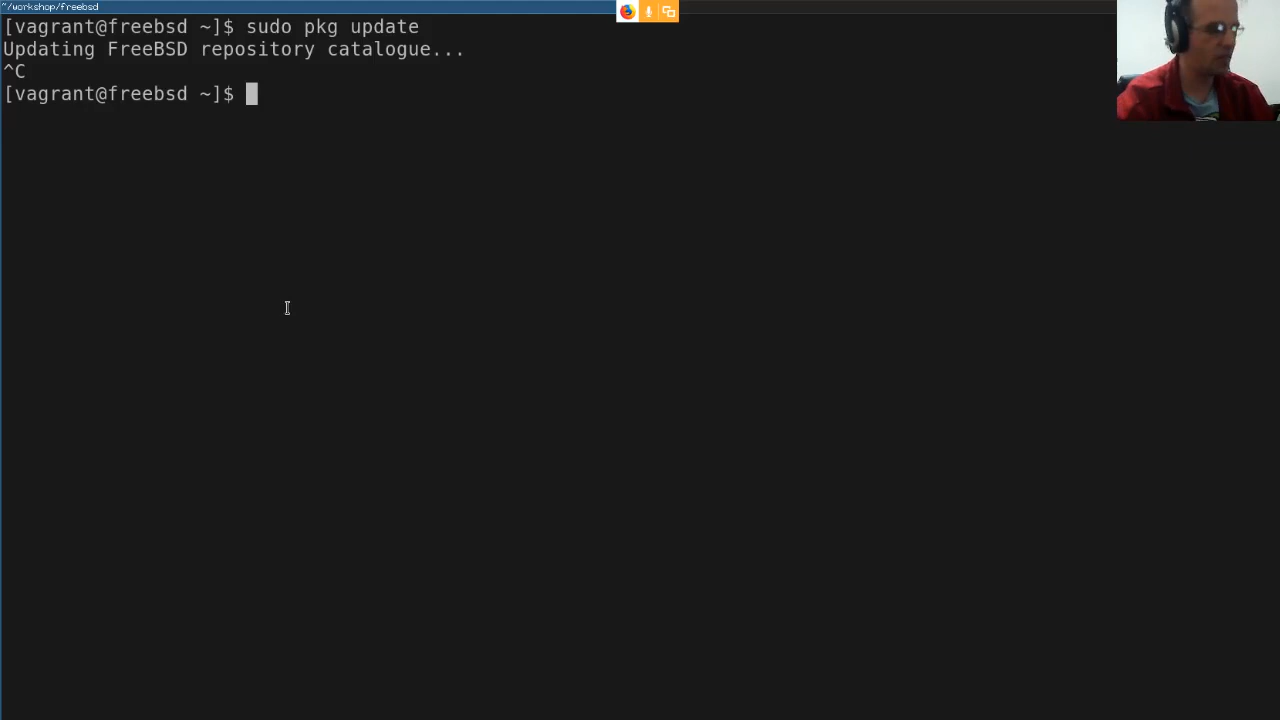 ~/workshop/freebsd
[vagrant@freebsd ~]$ sudo pkg update
Updating FreeBSD repository catalogue...
^C
[vagrant@freebsd ~]$